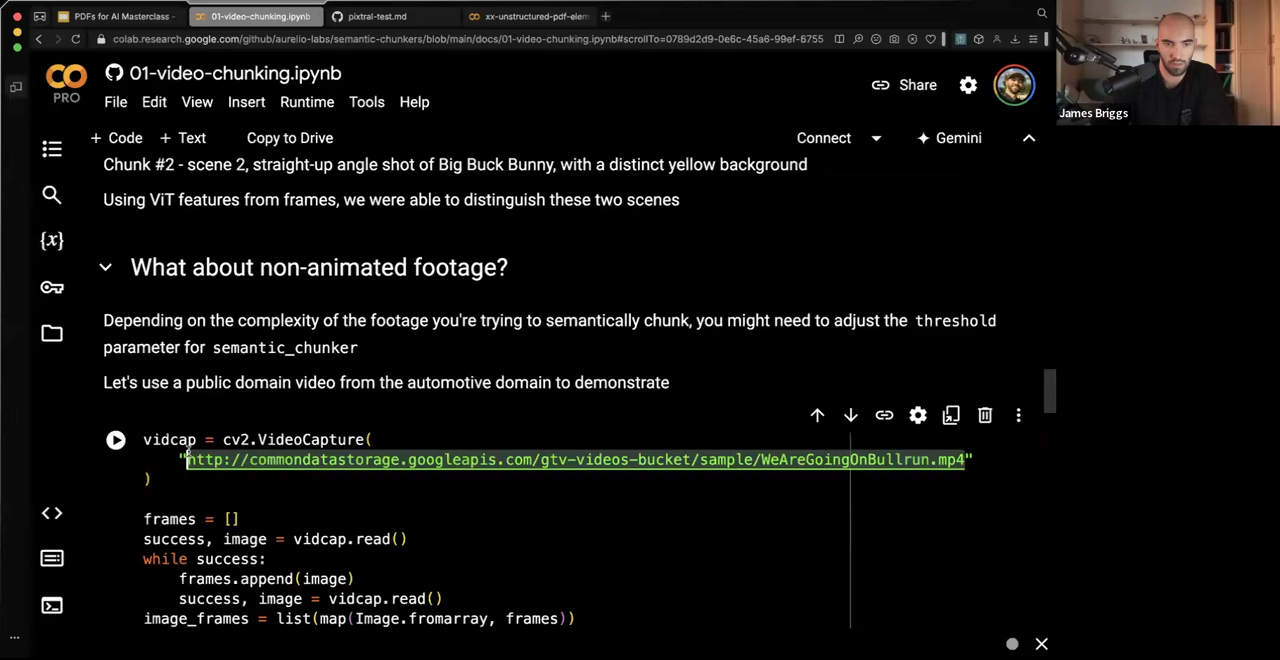 PDFs for AI Masterclass
01-video-chunking.ipynb
pixtral-test.md
xx-unstructured-pdf-elem
colab.research.google.com/github/aurelio-labs/semantic-chunkers/blob/main/docs/01-video-chunking.ipynb#scrollTo=0789d2d9-0e6c-45a6-99ef-6755
PRO
01-video-chunking.ipynb
File Edit View Insert Runtime Tools Help
Share
James Briggs
+ Code + Text Copy to Drive
Connect
Gemini
Chunk #2 - scene 2, straight-up angle shot of Big Buck Bunny, with a distinct yellow background
Using ViT features from frames, we were able to distinguish these two scenes
What about non-animated footage?
Depending on the complexity of the footage you're trying to semantically chunk, you might need to adjust the threshold
parameter for semantic_chunker
Let's use a public domain video from the automotive domain to demonstrate
vidcap = cv2.VideoCapture(
"http://commondatastorage.googleapis.com/gtv-videos-bucket/sample/WeAreGoingOnBullrun.mp4"
)
frames = []
success, image = vidcap.read()
while success:
frames.append(image)
success, image = vidcap.read()
image_frames = list(map(Image.fromarray, frames))